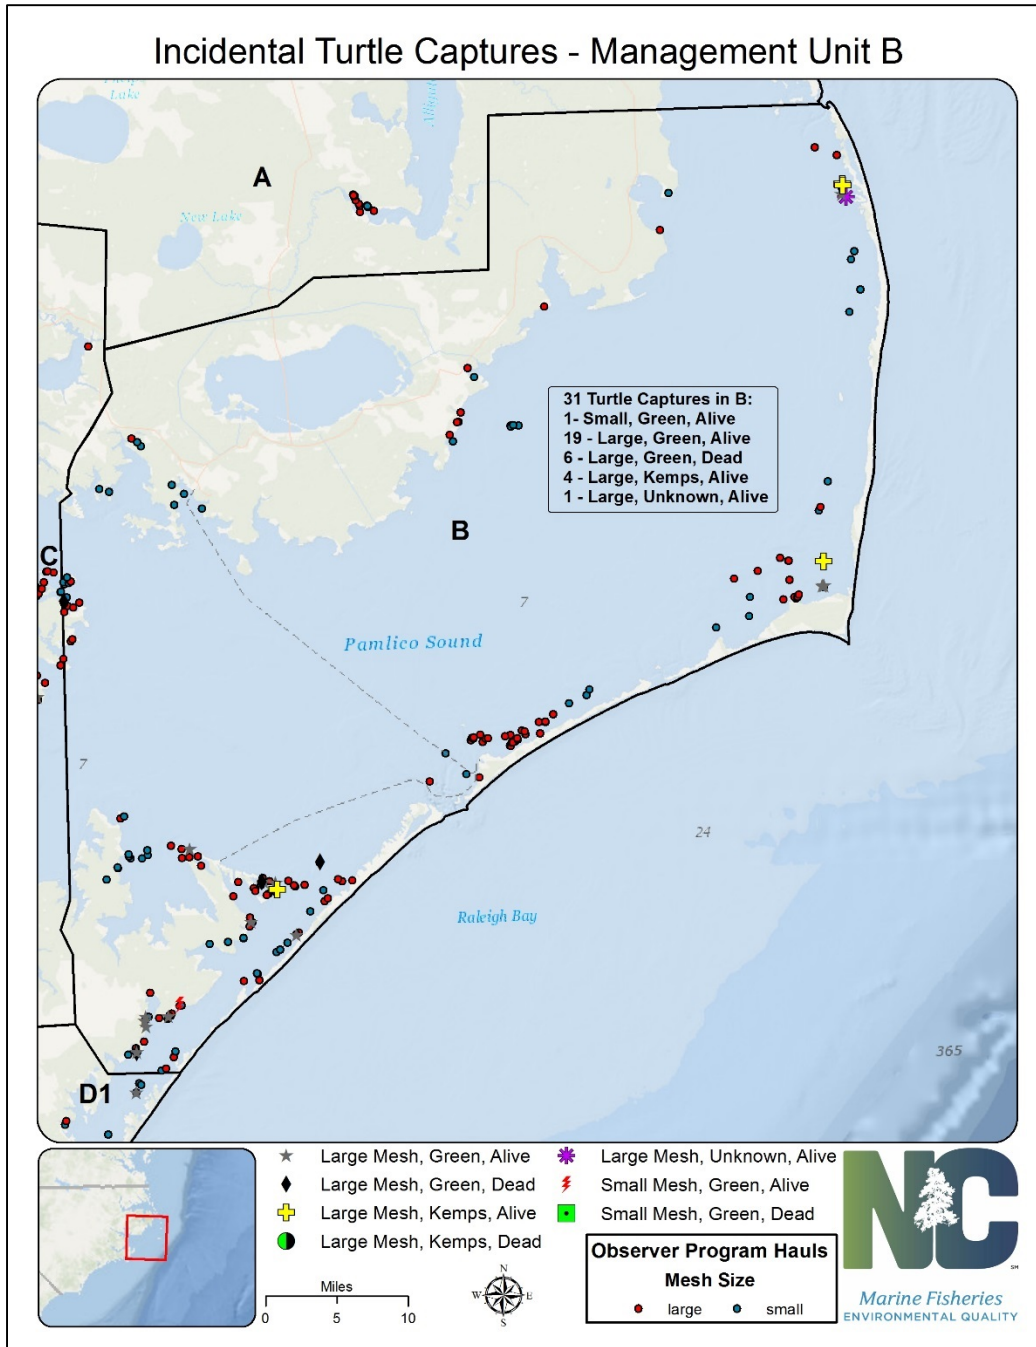 Incidental Turtle Captures - Management Unit B
Lake
Alligat
A
New Lake
31 Turtle Captures in B:
1- Small, Green, Alive
19 - Large, Green, Alive
6 - Large, Green, Dead
4 - Large, Kemps, Alive
1 - Large, Unknown, Alive
B
C
7
Pamlico Sound
7
24
Raleigh Bay
365
D1
Large Mesh, Green, Alive
Large Mesh, Green, Dead
Large Mesh, Kemps, Alive
Large Mesh, Kemps, Dead
Large Mesh, Unknown, Alive
Small Mesh, Green, Alive
Small Mesh, Green, Dead
Miles
0 5 10
N
W E
S
Observer Program Hauls
Mesh Size
large small
NC
SM
Marine Fisheries
ENVIRONMENTAL QUALITY